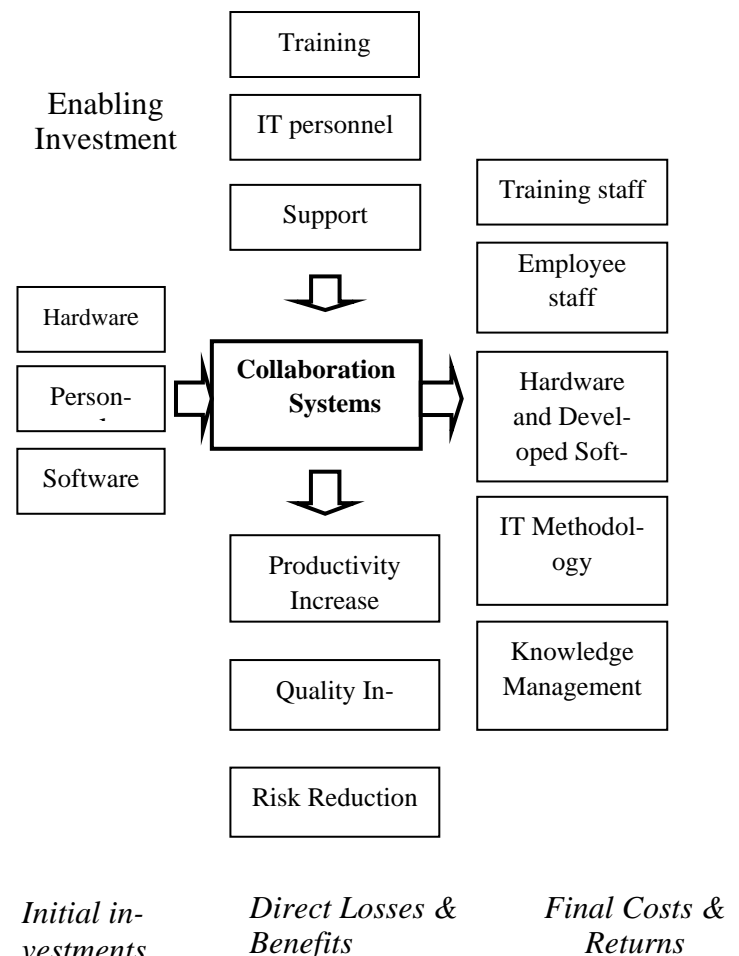 Training
Enabling
Investment
IT personnel
Support
Training staff
Employee
staff
Hardware
Person-
Software
Collaboration
Systems
Hardware
and Devel-
oped Soft-
IT Methodol-
ogy
Knowledge
Management
Productivity
Increase
Quality In-
Risk Reduction
Initial in-
vestments
Direct Losses &
Benefits
Final Costs &
Returns